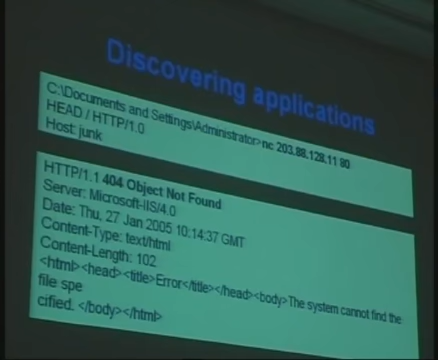 Discovering applications
C:\Documents and Settings\Administrator>nc 203.88.128.11 80
HEAD / HTTP/1.0
Host: junk
HTTP/1.1 404 Object Not Found
Server: Microsoft-IIS/4.0
Date: Thu, 27 Jan 2005 10:14:37 GMT
Content-Type: text/html
Content-Length: 102
<html><head><title>Error</title></head><body>The system cannot find the
file spe
cified. </body></html>